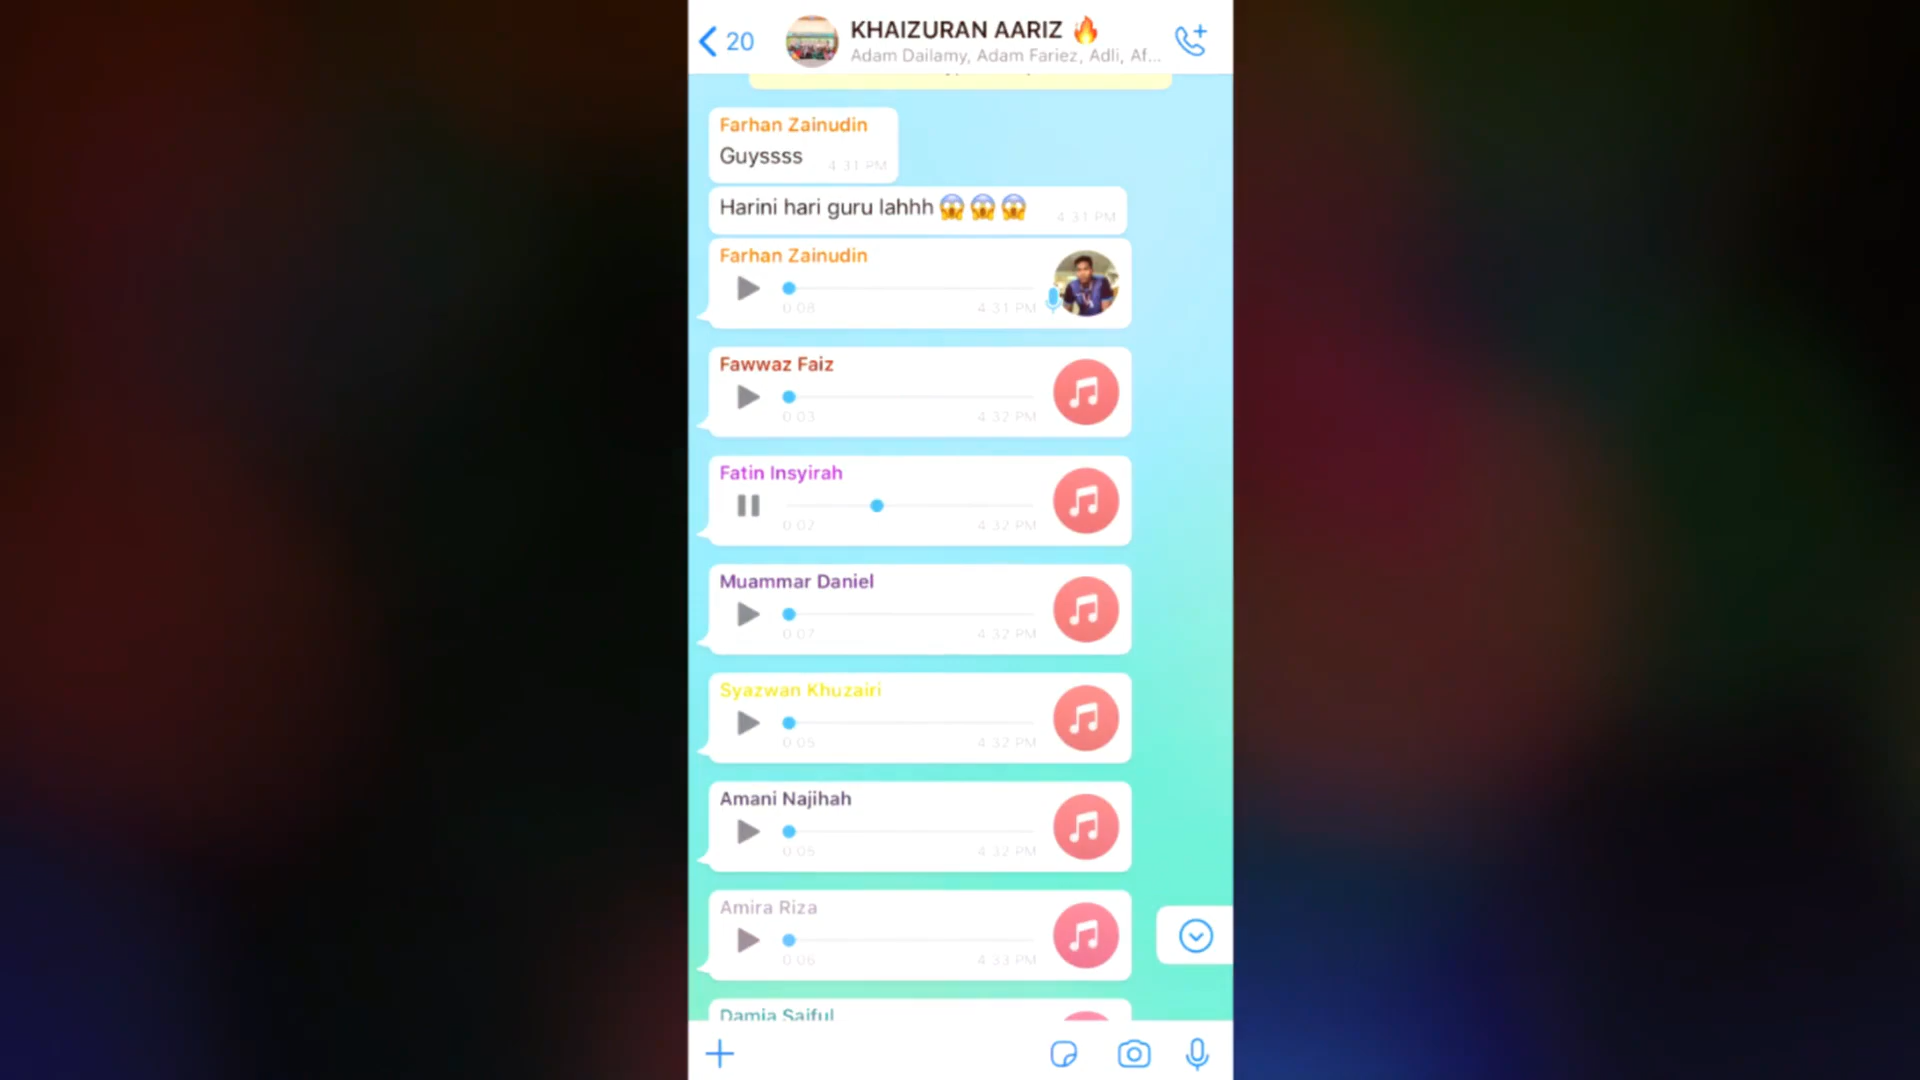 20
KHAIZURAN AARIZ 🔥
Adam Dailamy, Adam Fariez, Adli, Af...
Farhan Zainudin
Guyssss 4:31 PM
Harini hari guru lahhh 😱😱😱 4:31 PM
Farhan Zainudin
0:08 4:31 PM
Fawwaz Faiz
0:03 4:32 PM
Fatin Insyirah
0:02 4:32 PM
Muammar Daniel
0:07 4:32 PM
Syazwan Khuzairi
0:05 4:32 PM
Amani Najihah
0:05 4:32 PM
Amira Riza
0:06 4:33 PM
Damia Saiful